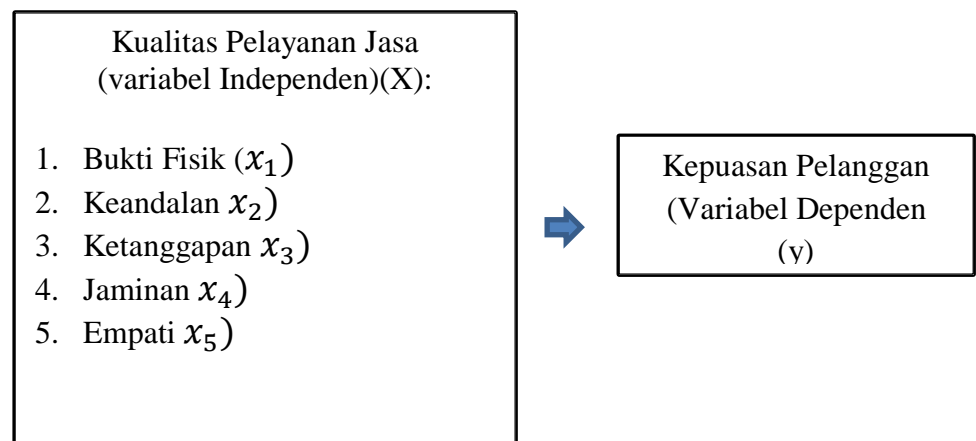 Kualitas Pelayanan Jasa
(variabel Independen)(X):
1. Bukti Fisik (x₁)
2. Keandalan x₂)
3. Ketanggapan x₃)
4. Jaminan x₄)
5. Empati x₅)
Kepuasan Pelanggan
(Variabel Dependen
(y)